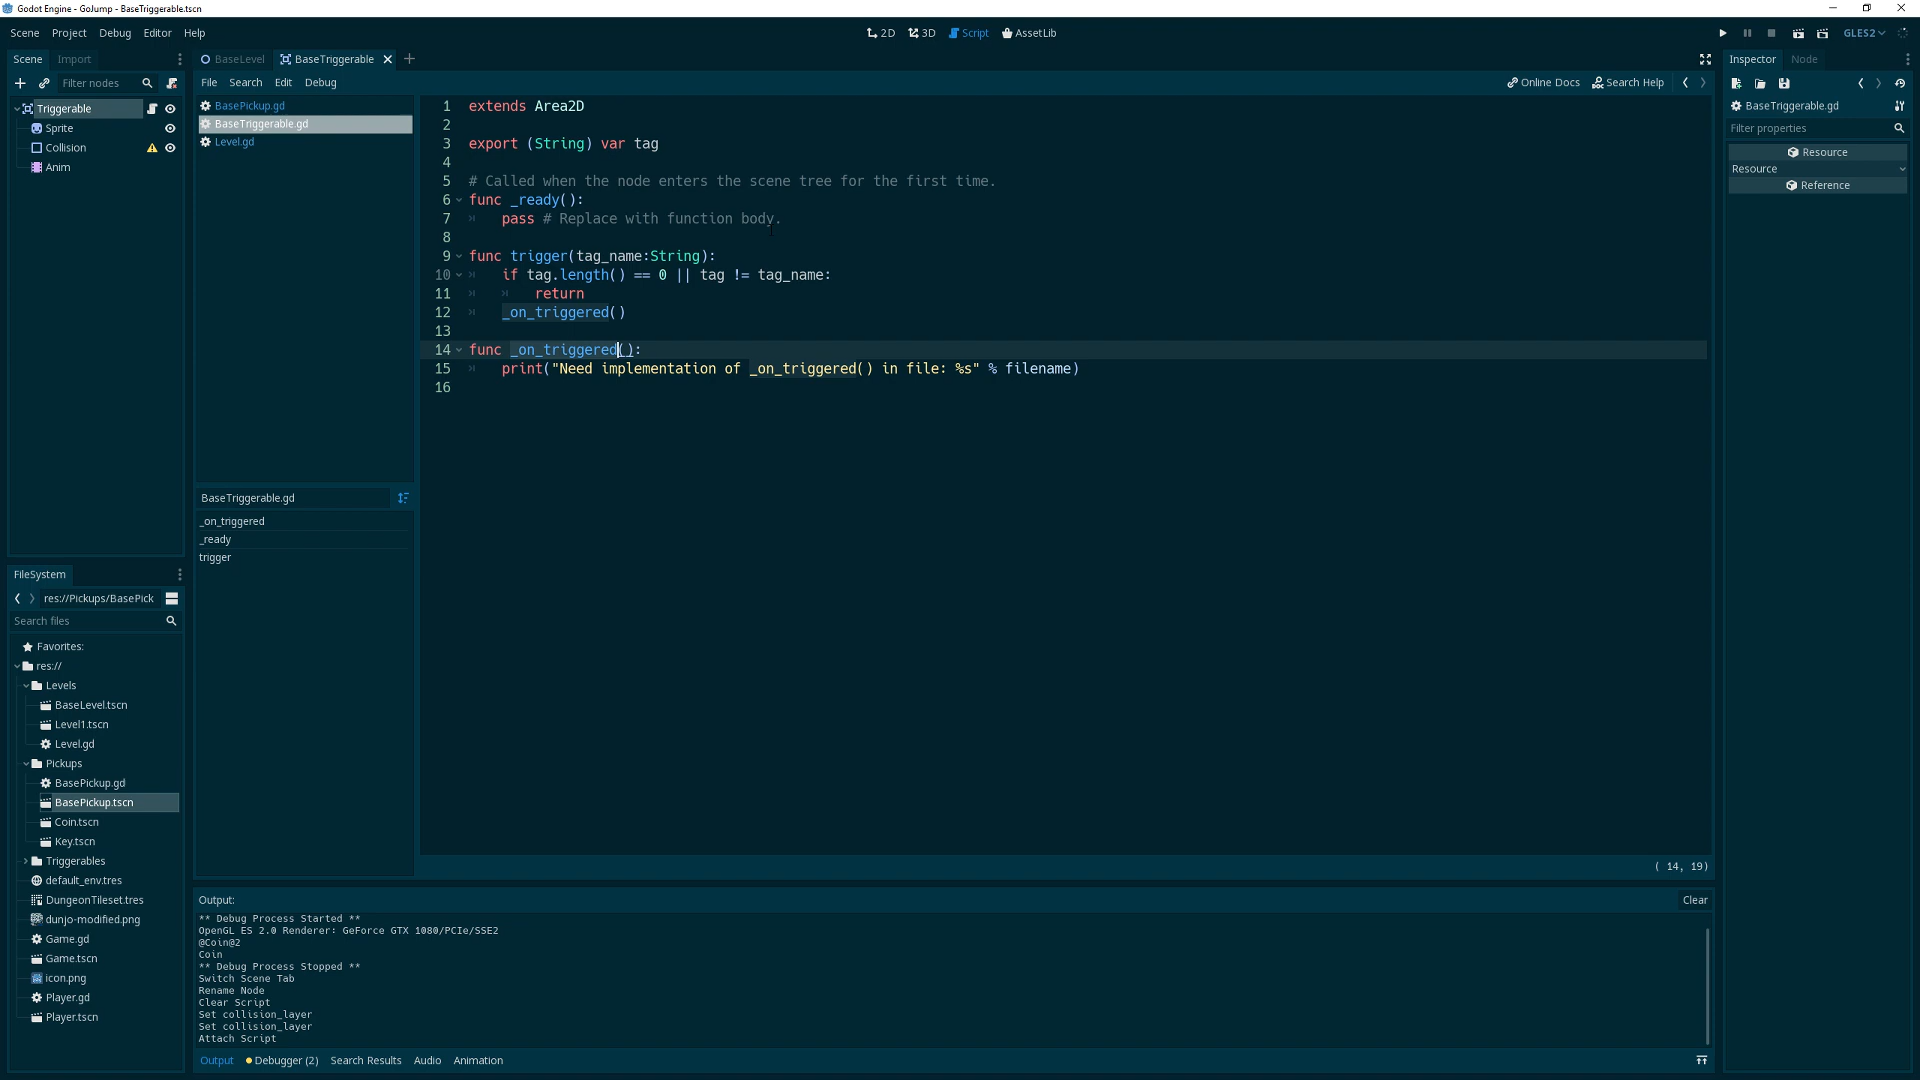 Godot Engine - GoJump - BaseTriggerable.tscn
Scene Project Debug Editor Help
2D 3D Script AssetLib
GLES2
Scene Import
Filter nodes
Triggerable
Sprite
Collision
Anim
BaseLevel BaseTriggerable
File Search Edit Debug
Online Docs Search Help
BasePickup.gd
BaseTriggerable.gd
Level.gd
1 extends Area2D
2
3 export (String) var tag
4
5 # Called when the node enters the scene tree for the first time.
6 func _ready():
7 pass # Replace with function body.
8
9 func trigger(tag_name:String):
10 if tag.length() == 0 || tag != tag_name:
11 return
12 _on_triggered()
13
14 func _on_triggered():
15 print("Need implementation of _on_triggered() in file: %s" % filename)
16
( 14, 19)
BaseTriggerable.gd
_on_triggered
_ready
trigger
Inspector Node
BaseTriggerable.gd
Filter properties
Resource
Resource
Reference
FileSystem
res://Pickups/BasePick
Search files
Favorites:
res://
Levels
BaseLevel.tscn
Level1.tscn
Level.gd
Pickups
BasePickup.gd
BasePickup.tscn
Coin.tscn
Key.tscn
Triggerables
default_env.tres
DungeonTileset.tres
dunjo-modified.png
Game.gd
Game.tscn
icon.png
Player.gd
Player.tscn
Output: Clear
** Debug Process Started **
OpenGL ES 2.0 Renderer: GeForce GTX 1080/PCIe/SSE2
@Coin@2
Coin
** Debug Process Stopped **
Switch Scene Tab
Rename Node
Clear Script
Set collision_layer
Set collision_layer
Attach Script
Output Debugger (2) Search Results Audio Animation